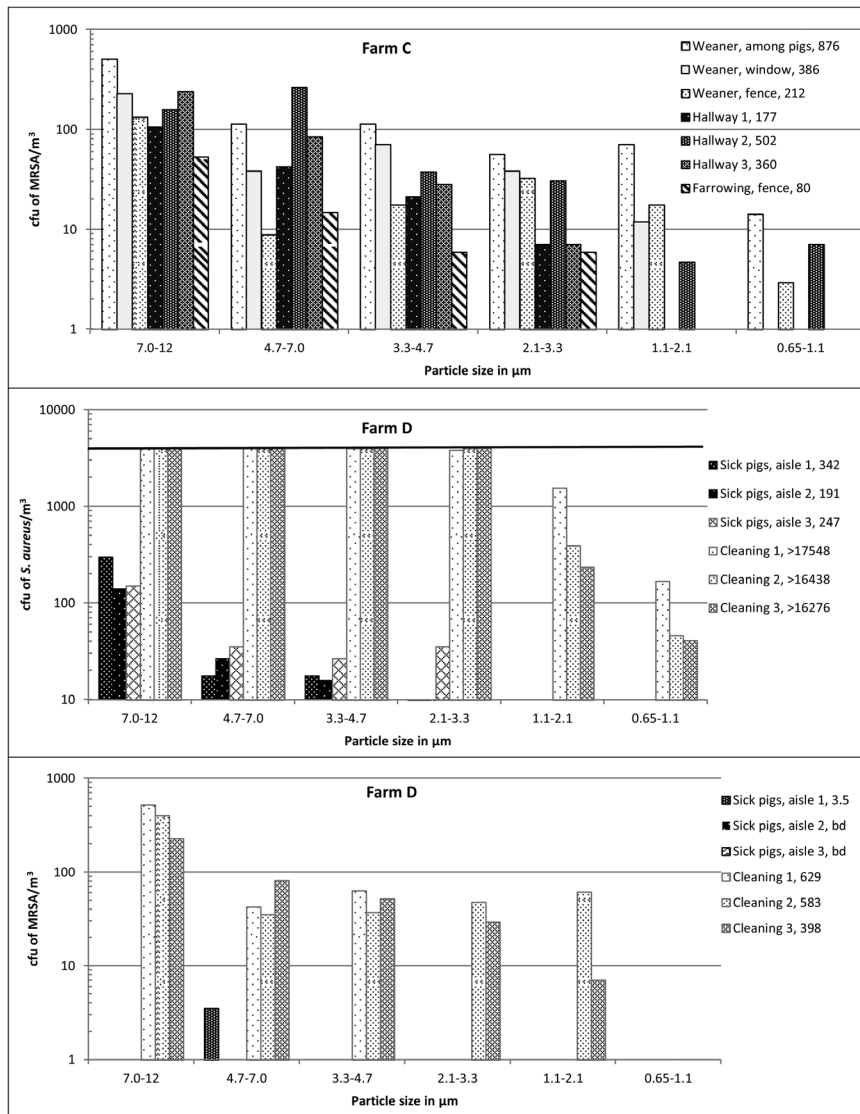 Farm C
1000
100
10
1
cfu of MRSA/m³
7.0-12 4.7-7.0 3.3-4.7 2.1-3.3 1.1-2.1 0.65-1.1
Particle size in µm
Weaner, among pigs, 876
Weaner, window, 386
Weaner, fence, 212
Hallway 1, 177
Hallway 2, 502
Hallway 3, 360
Farrowing, fence, 80
Farm D
10000
1000
100
10
cfu of S. aureus/m³
7.0-12 4.7-7.0 3.3-4.7 2.1-3.3 1.1-2.1 0.65-1.1
Particle size in µm
Sick pigs, aisle 1, 342
Sick pigs, aisle 2, 191
Sick pigs, aisle 3, 247
Cleaning 1, >17548
Cleaning 2, >16438
Cleaning 3, >16276
Farm D
1000
100
10
1
cfu of MRSA/m³
7.0-12 4.7-7.0 3.3-4.7 2.1-3.3 1.1-2.1 0.65-1.1
Particle size in µm
Sick pigs, aisle 1, 3.5
Sick pigs, aisle 2, bd
Sick pigs, aisle 3, bd
Cleaning 1, 629
Cleaning 2, 583
Cleaning 3, 398